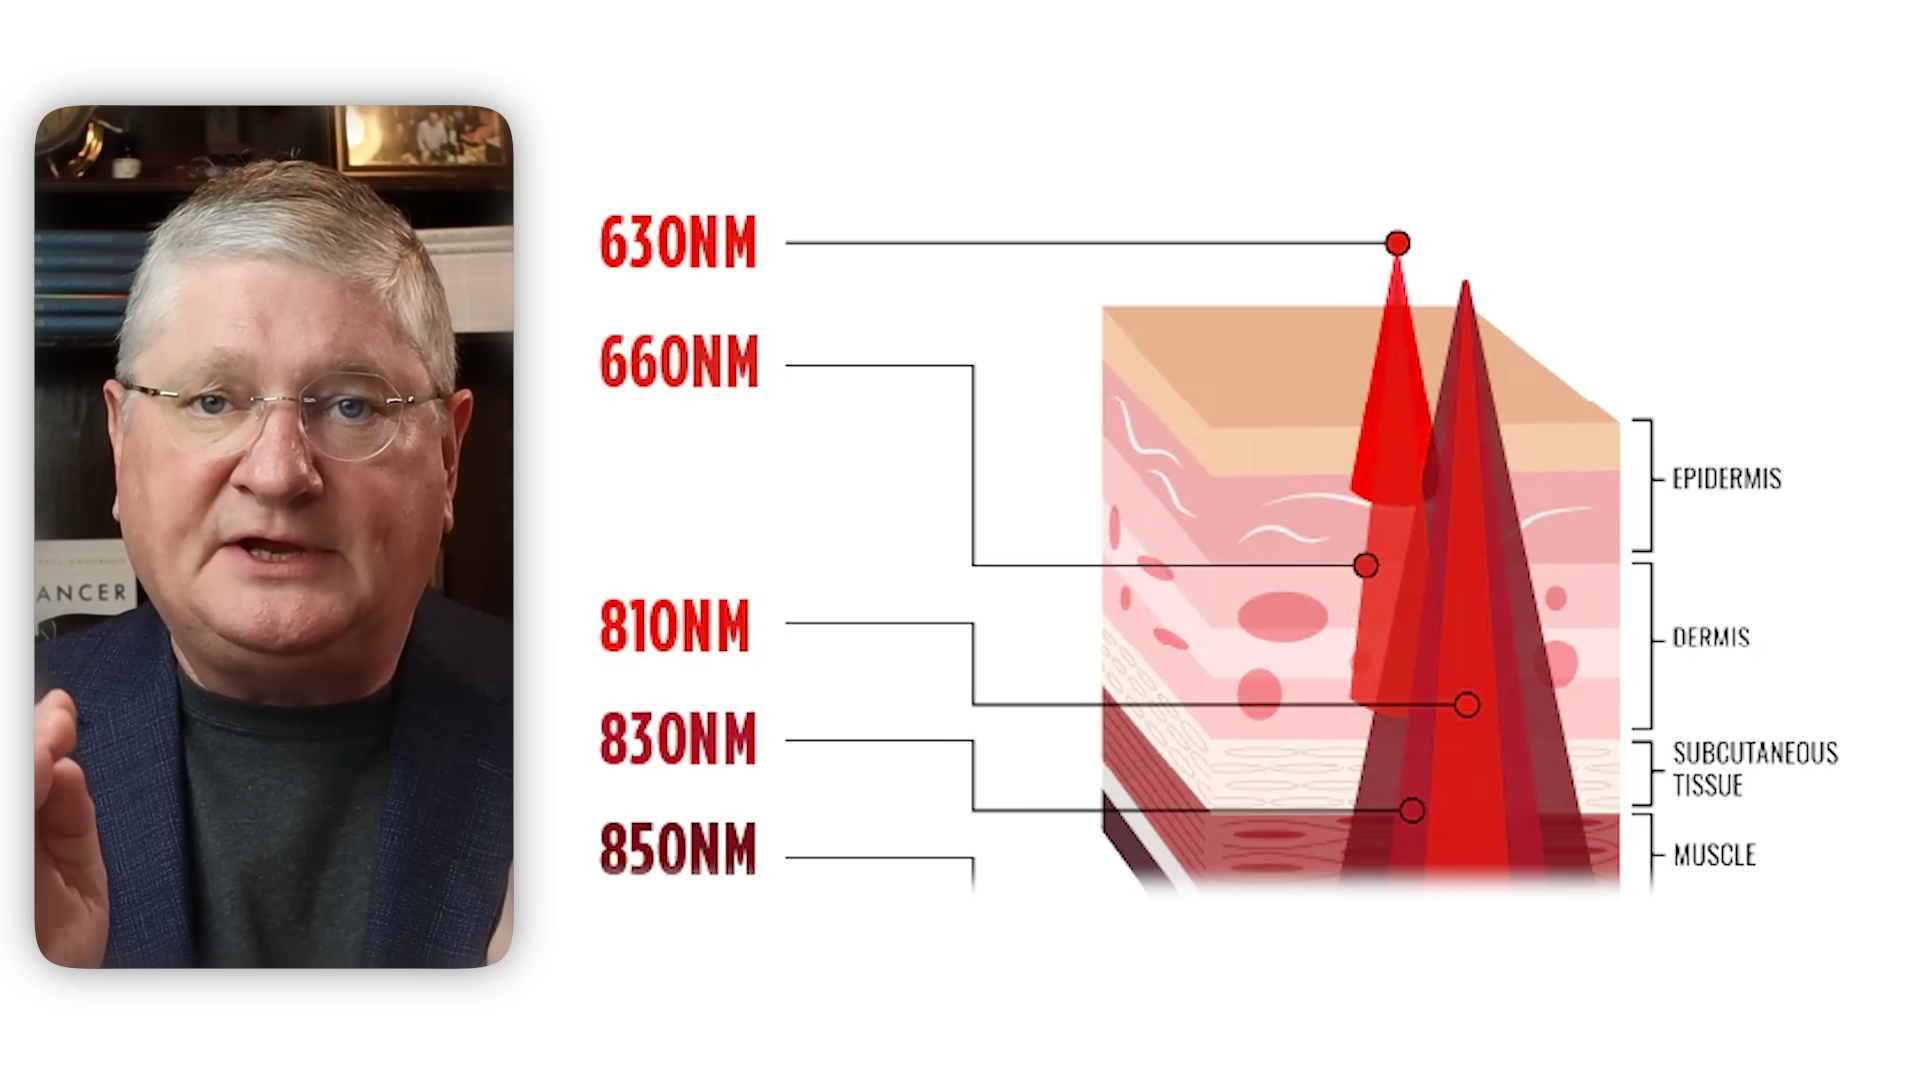 630NM
660NM
810NM
830NM
850NM
EPIDERMIS
DERMIS
SUBCUTANEOUS
TISSUE
MUSCLE
ANCER